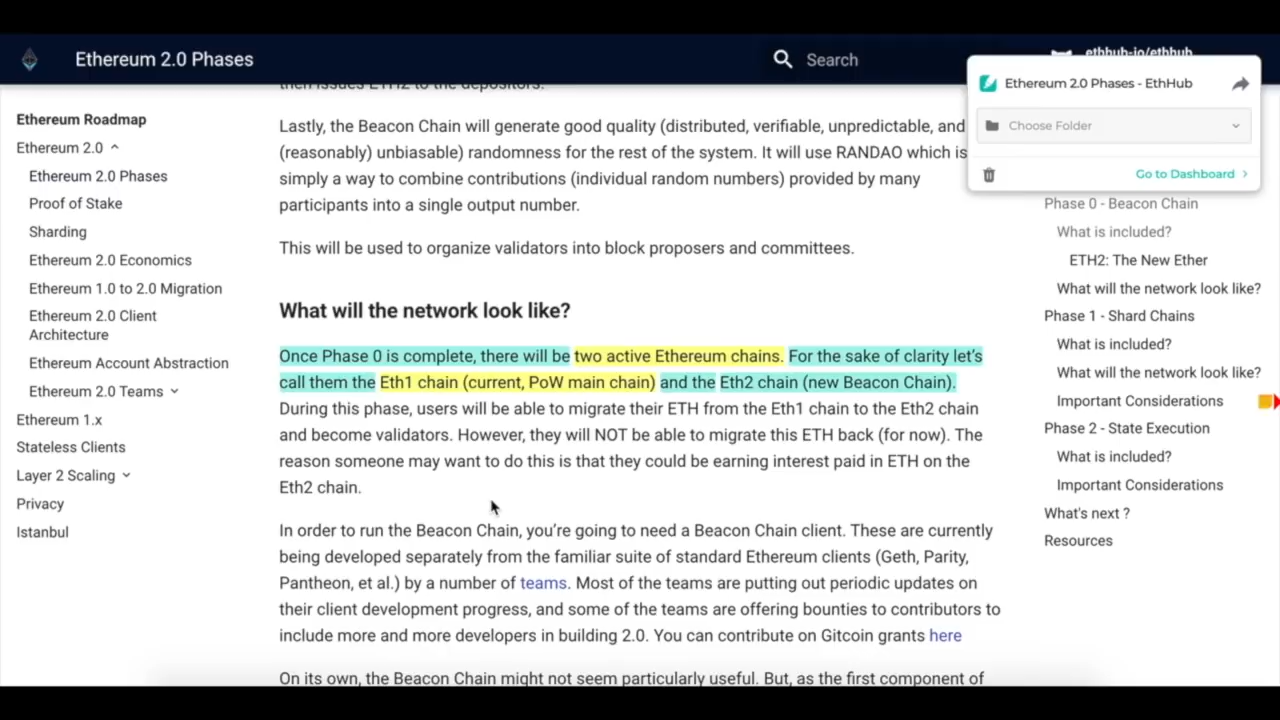 Ethereum 2.0 Phases
Search
ethhub-io/ethhub
Ethereum 2.0 Phases - EthHub
Choose Folder
Go to Dashboard
Ethereum Roadmap
Ethereum 2.0
Ethereum 2.0 Phases
Proof of Stake
Sharding
Ethereum 2.0 Economics
Ethereum 1.0 to 2.0 Migration
Ethereum 2.0 Client
Architecture
Ethereum Account Abstraction
Ethereum 2.0 Teams
Ethereum 1.x
Stateless Clients
Layer 2 Scaling
Privacy
Istanbul
then issues ETH2 to the depositors.
Lastly, the Beacon Chain will generate good quality (distributed, verifiable, unpredictable, and
(reasonably) unbiasable) randomness for the rest of the system. It will use RANDAO which is
simply a way to combine contributions (individual random numbers) provided by many
participants into a single output number.
This will be used to organize validators into block proposers and committees.
What will the network look like?
Once Phase 0 is complete, there will be two active Ethereum chains. For the sake of clarity let's
call them the Eth1 chain (current, PoW main chain) and the Eth2 chain (new Beacon Chain).
During this phase, users will be able to migrate their ETH from the Eth1 chain to the Eth2 chain
and become validators. However, they will NOT be able to migrate this ETH back (for now). The
reason someone may want to do this is that they could be earning interest paid in ETH on the
Eth2 chain.
In order to run the Beacon Chain, you're going to need a Beacon Chain client. These are currently
being developed separately from the familiar suite of standard Ethereum clients (Geth, Parity,
Pantheon, et al.) by a number of teams. Most of the teams are putting out periodic updates on
their client development progress, and some of the teams are offering bounties to contributors to
include more and more developers in building 2.0. You can contribute on Gitcoin grants here
On its own, the Beacon Chain might not seem particularly useful. But, as the first component of
Phase 0 - Beacon Chain
What is included?
ETH2: The New Ether
What will the network look like?
Phase 1 - Shard Chains
What is included?
What will the network look like?
Important Considerations
Phase 2 - State Execution
What is included?
Important Considerations
What's next ?
Resources